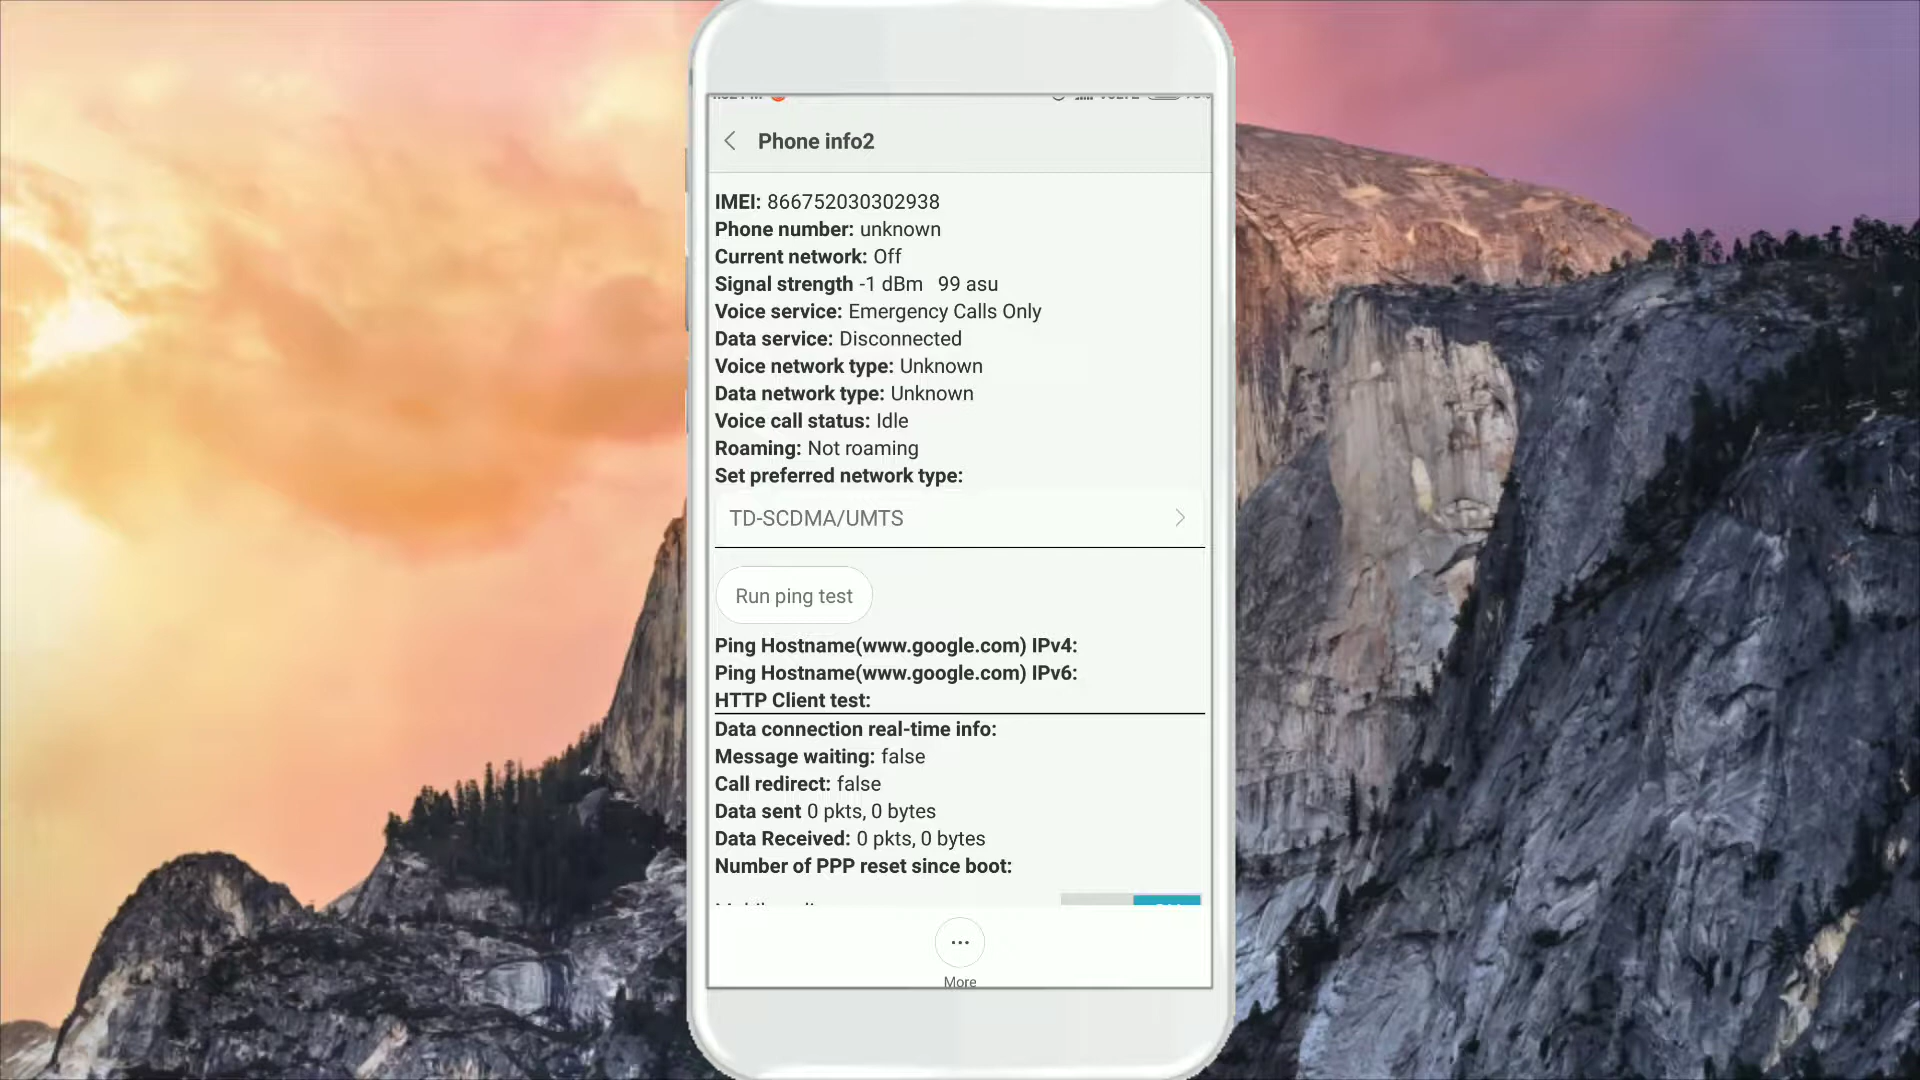 Phone info2
IMEI: 866752030302938
Phone number: unknown
Current network: Off
Signal strength -1 dBm 99 asu
Voice service: Emergency Calls Only
Data service: Disconnected
Voice network type: Unknown
Data network type: Unknown
Voice call status: Idle
Roaming: Not roaming
Set preferred network type:
TD-SCDMA/UMTS
Run ping test
Ping Hostname(www.google.com) IPv4:
Ping Hostname(www.google.com) IPv6:
HTTP Client test:
Data connection real-time info:
Message waiting: false
Call redirect: false
Data sent 0 pkts, 0 bytes
Data Received: 0 pkts, 0 bytes
Number of PPP reset since boot:
More